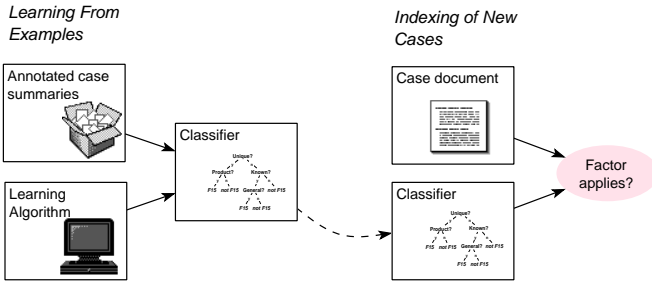 Learning From
Examples
Annotated case
summaries
Learning
Algorithm
Classifier
Unique?
Product?
Known?
F15
not F15
General?
not F15
F15
not F15
Indexing of New
Cases
Case document
Classifier
Unique?
Product?
Known?
F15
not F15
General?
not F15
F15
not F15
Factor
applies?